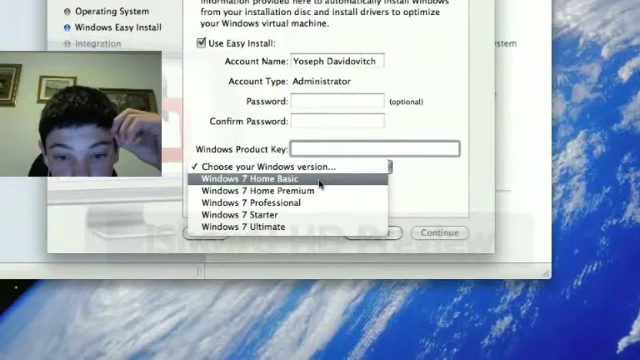 Operating System
Windows Easy Install
Integration
information provided here to automatically install Windows
from your installation disc and install drivers to optimize
your Windows virtual machine.
Use Easy Install:
Account Name: Yoseph Davidovitch
Account Type: Administrator
Password: (optional)
Confirm Password:
Windows Product Key:
✓ Choose your Windows version...
Windows 7 Home Basic
Windows 7 Home Premium
Windows 7 Professional
Windows 7 Starter
Windows 7 Ultimate
Continue